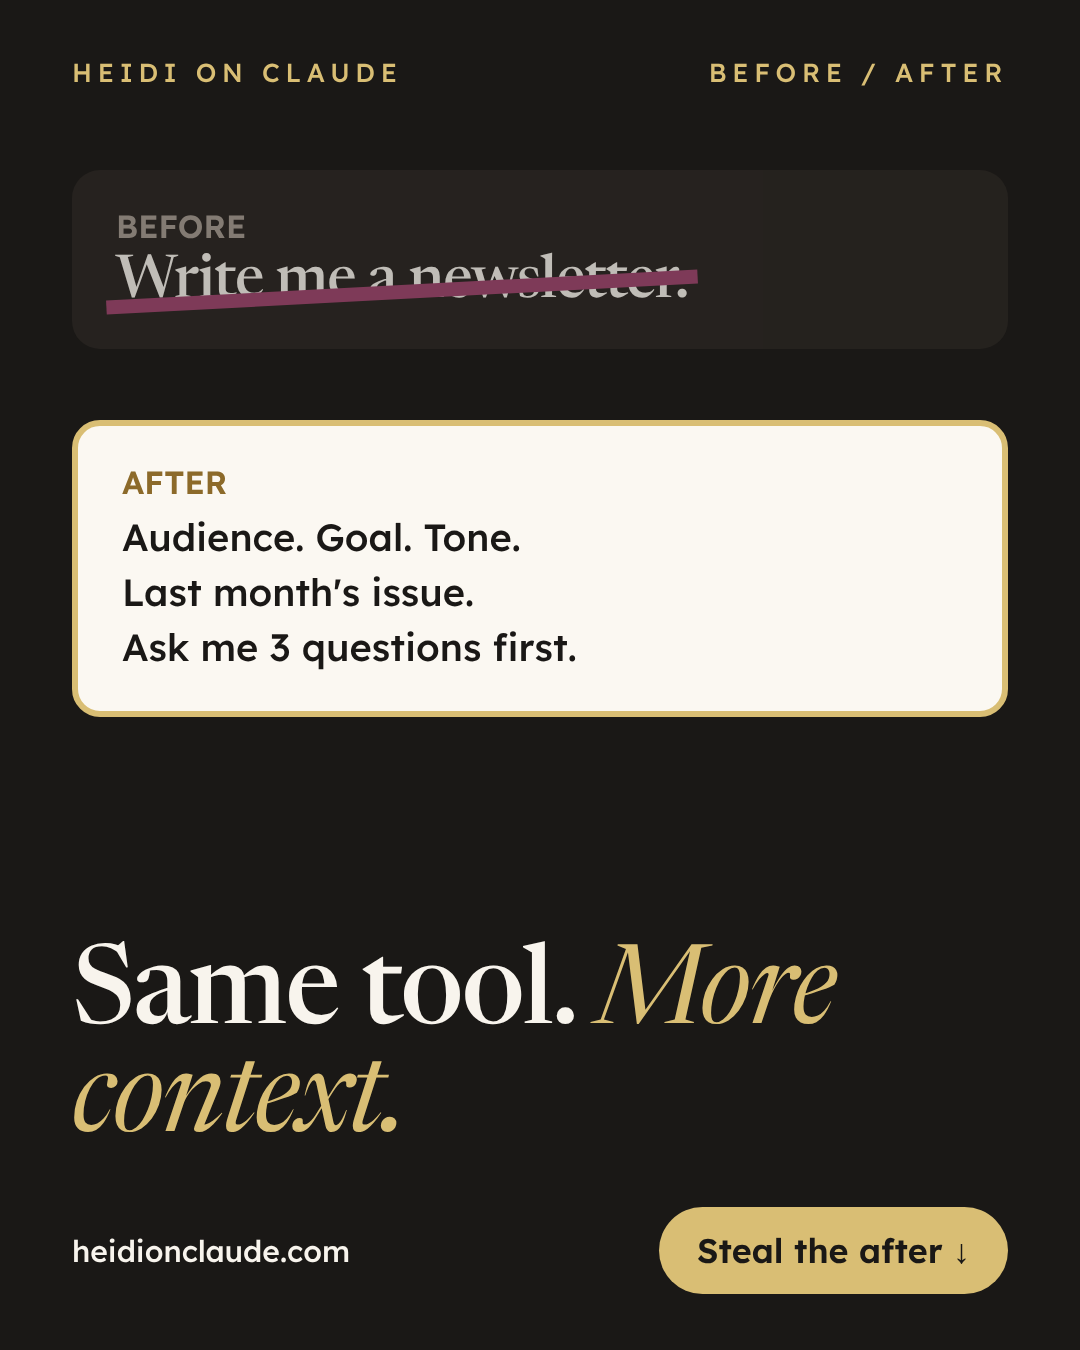 HEIDI ON CLAUDE
BEFORE / AFTER
BEFORE
Write me a newsletter.
AFTER
Audience. Goal. Tone.
Last month's issue.
Ask me 3 questions first.
Same tool. More
context.
heidionclaude.com
Steal the after ↓